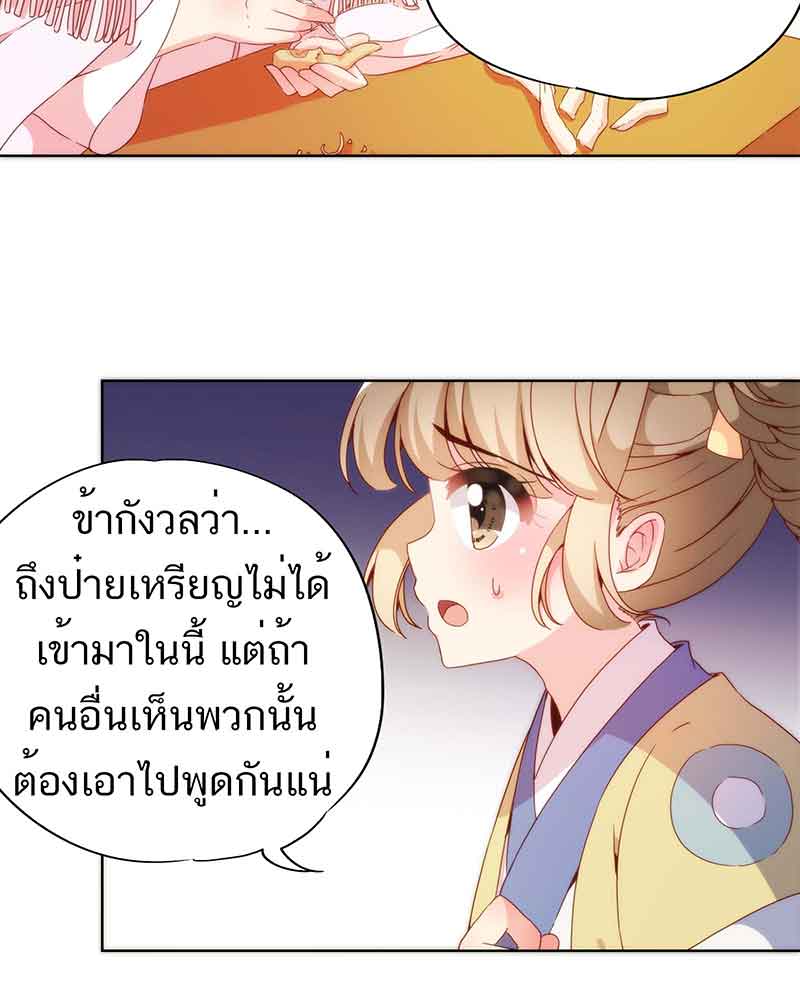 ข้ากังวลว่า...
ถึงป๋ายเหรียญไม่ได้
เข้ามาในนี้ แต่ถ้า
คนอื่นเห็นพวกนั้น
ต้องเอาไปพูดกันแน่